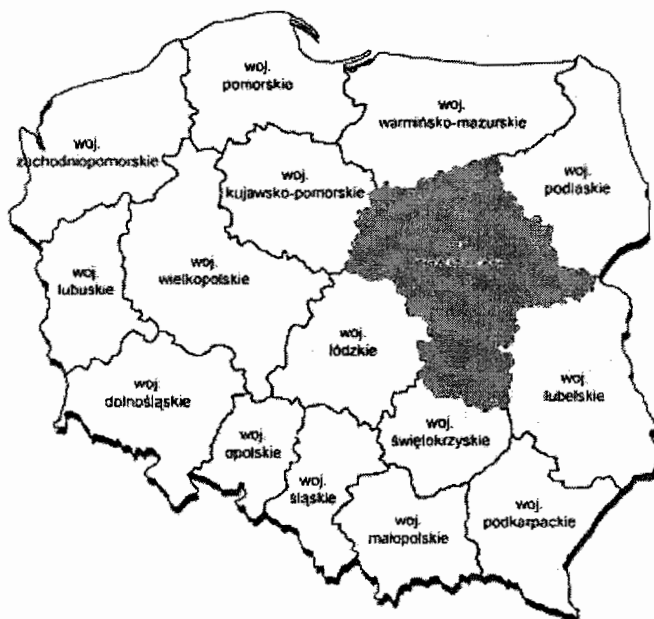 woj.
pomorskie
woj.
warmińsko-mazurskie
woj.
zachodniopomorskie
woj.
kujawsko-pomorskie
woj.
podlaskie
woj.
lubuskie
woj.
wielkopolskie
woj.
łódzkie
woj.
dolnośląskie
woj.
lubelskie
woj.
opolskie
woj.
świętokrzyskie
woj.
śląskie
woj.
małopolskie
woj.
podkarpackie